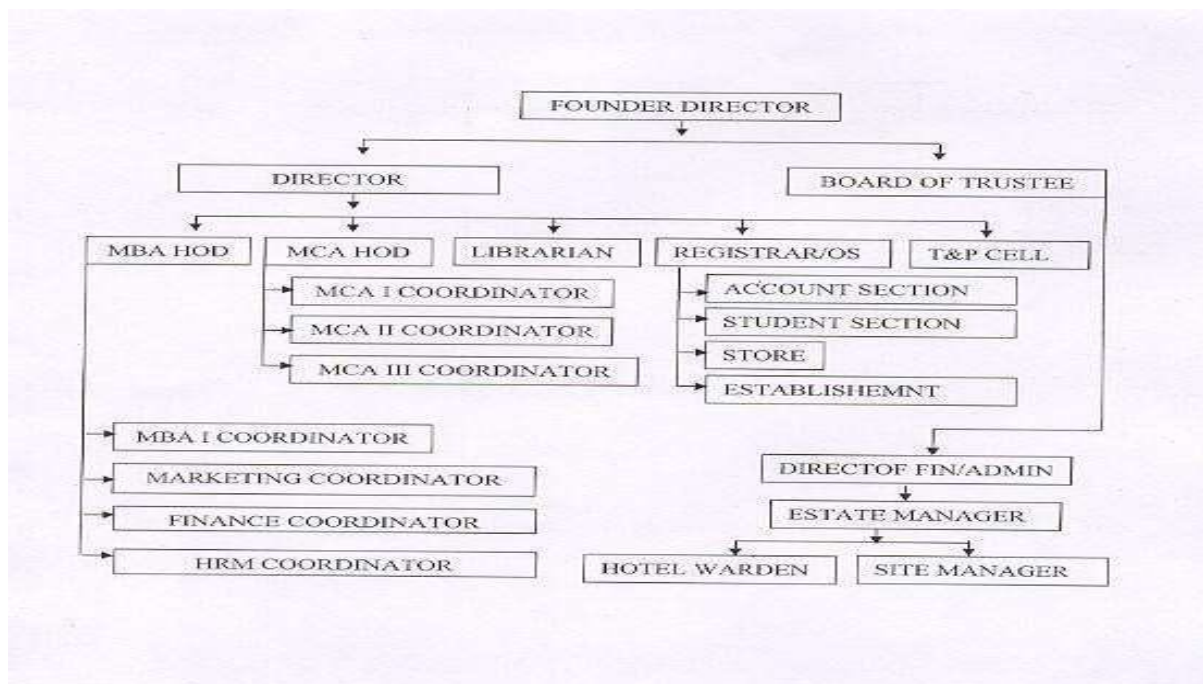 FOUNDER DIRECTOR
DIRECTOR
BOARD OF TRUSTEE
MBA HOD
MCA HOD
LIBRARIAN
REGISTRAR/OS
T&P CELL
MCA I COORDINATOR
MCA II COORDINATOR
MCA III COORDINATOR
ACCOUNT SECTION
STUDENT SECTION
STORE
ESTABLISHEMNT
MBA I COORDINATOR
MARKETING COORDINATOR
FINANCE COORDINATOR
HRM COORDINATOR
DIRECTOF FIN/ADMIN
ESTATE MANAGER
HOTEL WARDEN
SITE MANAGER